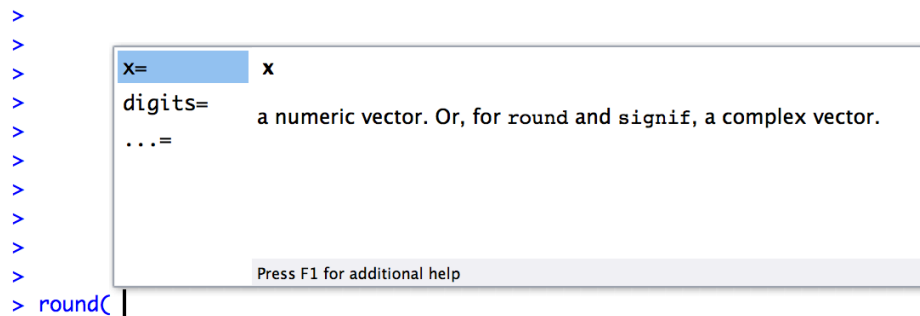 >
>
>
>
>
>
>
>
>
>
> round(
x=
digits=
...=
x
a numeric vector. Or, for round and signif, a complex vector.
Press F1 for additional help